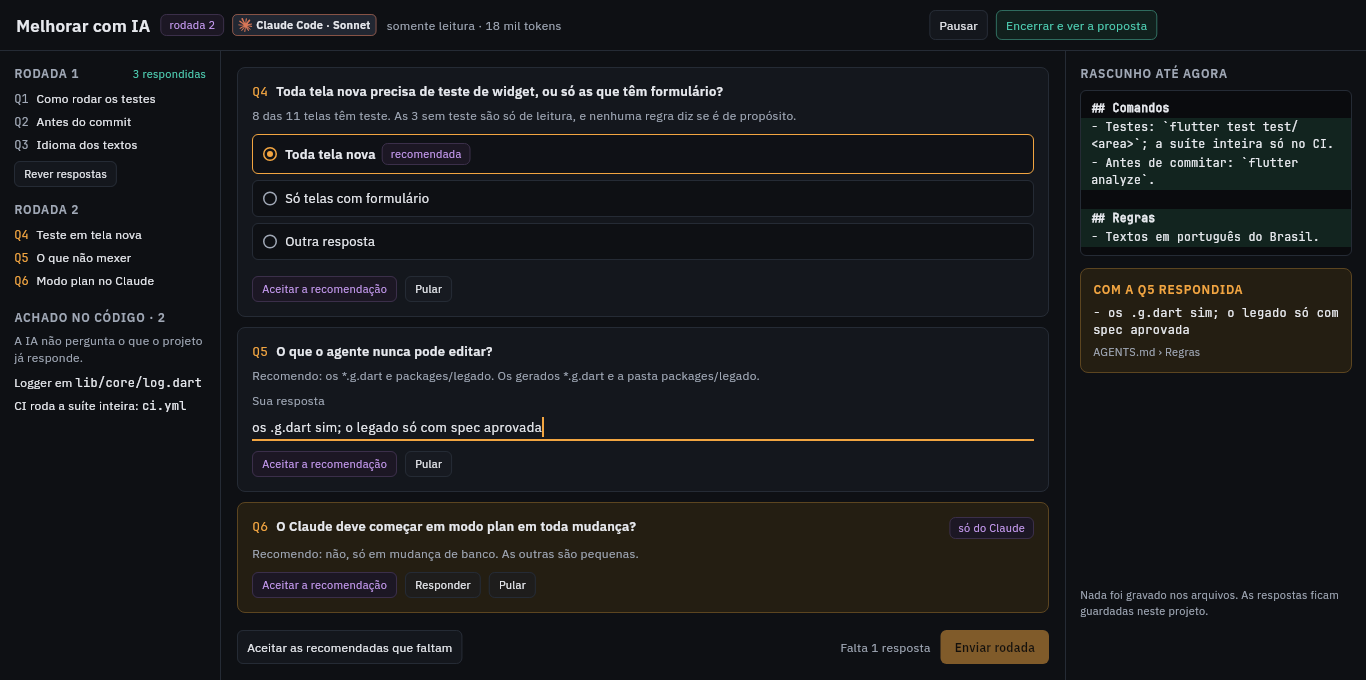 Melhorar com IA
rodada 2
Claude Code · Sonnet
somente leitura · 18 mil tokens
Pausar
Encerrar e ver a proposta
RODADA 1
3 respondidas
Q1 Como rodar os testes
Q2 Antes do commit
Q3 Idioma dos textos
Rever respostas
RODADA 2
Q4 Teste em tela nova
Q5 O que não mexer
Q6 Modo plan no Claude
ACHADO NO CÓDIGO · 2
A IA não pergunta o que o projeto
já responde.
Logger em lib/core/log.dart
CI roda a suíte inteira: ci.yml
Q4 Toda tela nova precisa de teste de widget, ou só as que têm formulário?
8 das 11 telas têm teste. As 3 sem teste são só de leitura, e nenhuma regra diz se é de propósito.
Toda tela nova
recomendada
Só telas com formulário
Outra resposta
Aceitar a recomendação
Pular
Q5 O que o agente nunca pode editar?
Recomendo: os *.g.dart e packages/legado. Os gerados *.g.dart e a pasta packages/legado.
Sua resposta
os .g.dart sim; o legado só com spec aprovada
Aceitar a recomendação
Pular
Q6 O Claude deve começar em modo plan em toda mudança?
só do Claude
Recomendo: não, só em mudança de banco. As outras são pequenas.
Aceitar a recomendação
Responder
Pular
Aceitar as recomendadas que faltam
Falta 1 resposta
Enviar rodada
RASCUNHO ATÉ AGORA
## Comandos
- Testes: `flutter test test/
<area>`; a suíte inteira só no CI.
- Antes de commitar: `flutter
analyze`.
## Regras
- Textos em português do Brasil.
COM A Q5 RESPONDIDA
- os .g.dart sim; o legado só com
spec aprovada
AGENTS.md › Regras
Nada foi gravado nos arquivos. As respostas ficam
guardadas neste projeto.